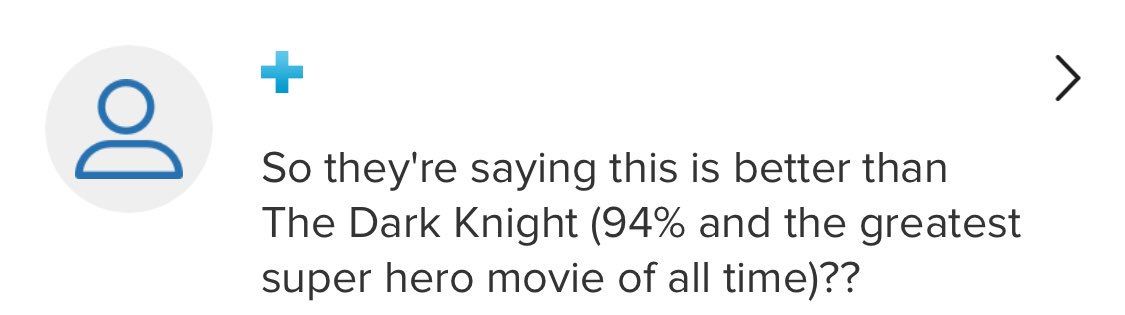 So they're saying this is better than
The Dark Knight (94% and the greatest
super hero movie of all time)??